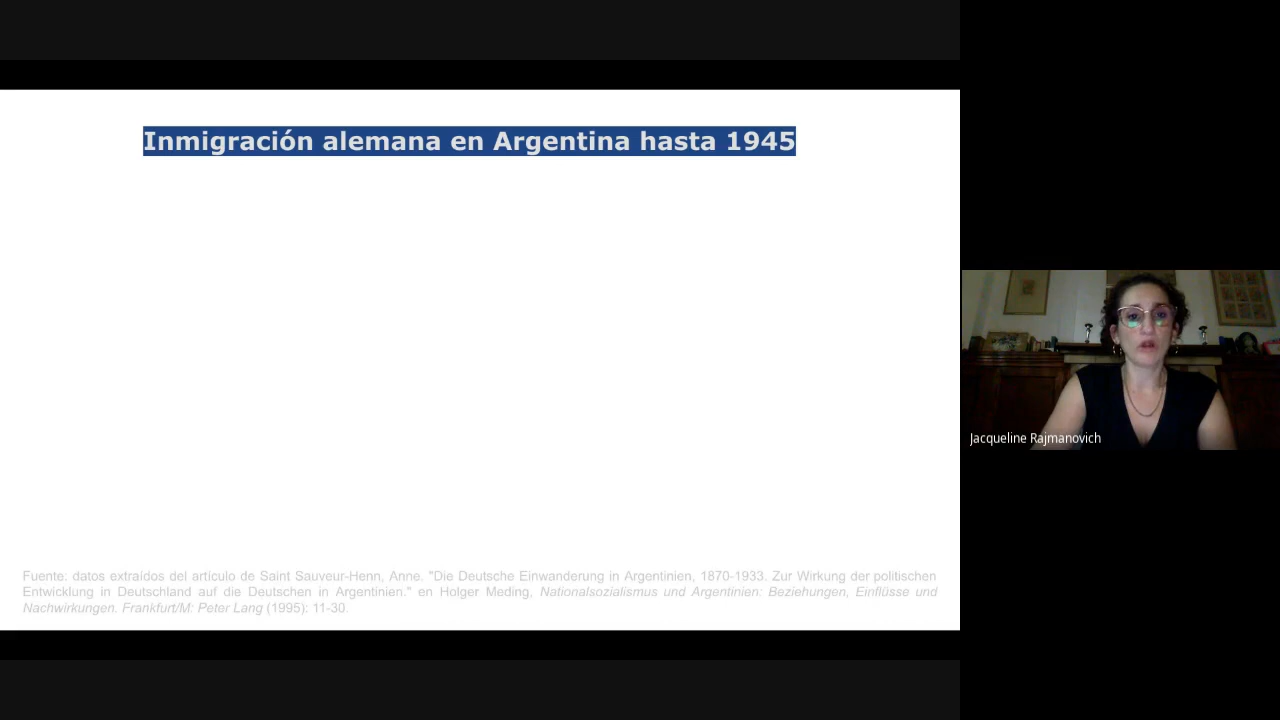 Inmigración alemana en Argentina hasta 1945
Jacqueline Rajmanovich
Fuente: datos extraídos del artículo de Saint Sauveur-Henn, Anne. "Die Deutsche Einwanderung in Argentinien, 1870-1933. Zur Wirkung der politischen
Entwicklung in Deutschland auf die Deutschen in Argentinien." en Holger Meding, Nationalsozialismus und Argentinien: Beziehungen, Einflüsse und
Nachwirkungen. Frankfurt/M: Peter Lang (1995): 11-30.